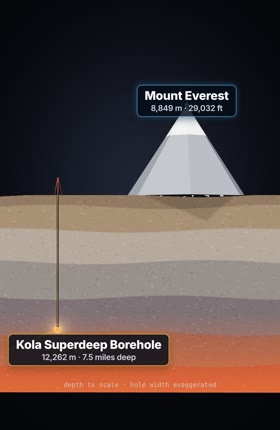 Mount Everest
8,849 m · 29,032 ft
Kola Superdeep Borehole
12,262 m · 7.5 miles deep
depth to scale · hole width exaggerated